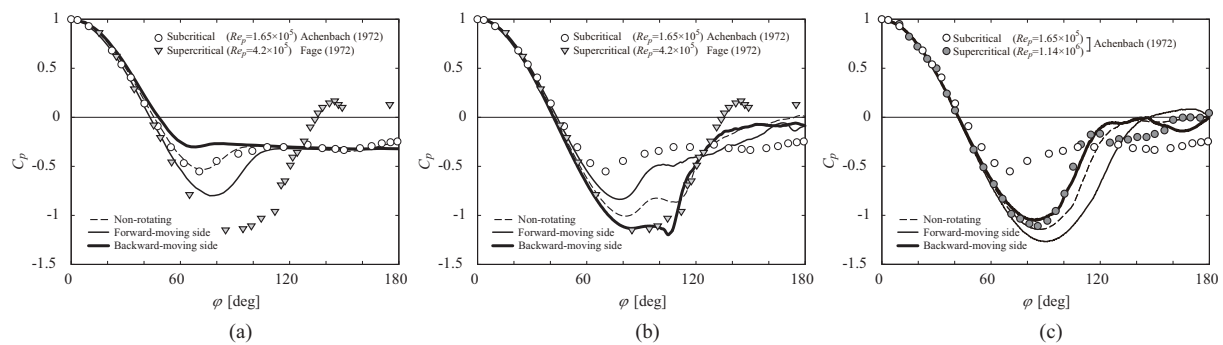 1
0.5
0
-0.5
-1
-1.5
C_p
○ Subcritical (Re_p=1.65×10^5) Achenbach (1972)
▽ Supercritical (Re_p=4.2×10^5) Fage (1972)
Non-rotating
Forward-moving side
Backward-moving side
0 60 120 180
φ [deg]
(a)
1
0.5
0
-0.5
-1
-1.5
C_p
○ Subcritical (Re_p=1.65×10^5) Achenbach (1972)
▽ Supercritical (Re_p=4.2×10^5) Fage (1972)
Non-rotating
Forward-moving side
Backward-moving side
0 60 120 180
φ [deg]
(b)
1
0.5
0
-0.5
-1
-1.5
C_p
Subcritical (Re_p=1.65×10^5)
Supercritical (Re_p=1.14×10^6)
Achenbach (1972)
Non-rotating
Forward-moving side
Backward-moving side
0 60 120 180
φ [deg]
(c)